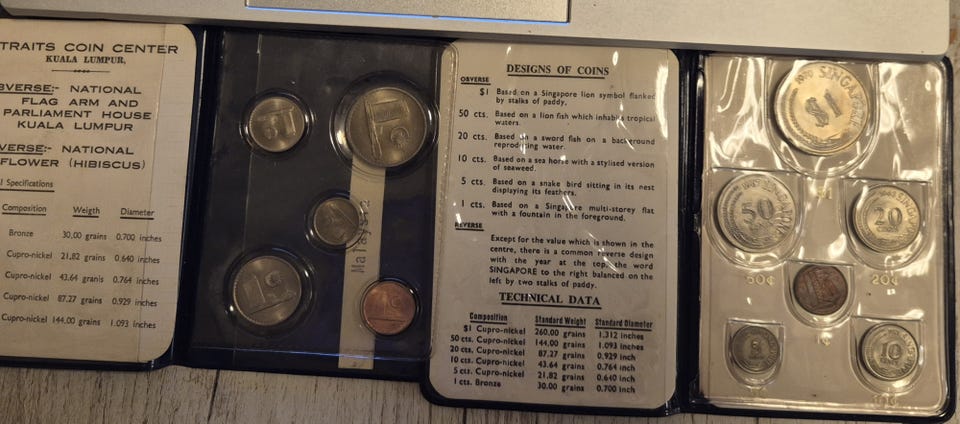 TRAITS COIN CENTER
KUALA LUMPUR,
BVERSE:- NATIONAL
FLAG ARM AND
PARLIAMENT HOUSE
KUALA LUMPUR
VERSE:- NATIONAL
FLOWER (HIBISCUS)
l Specifications
Composition Weigth Diameter
Bronze 30,00 grains 0.700 inches
Cupro-nickel 21,82 grains 0.640 inches
Cupro-nickel 43.64 grains 0.764 inches
Cupro-nickel 87.27 grains 0.929 inches
Cupro-nickel 144.00 grains 1.093 inches
Malaysia
DESIGNS OF COINS
OBVERSE
$1 Based on a Singapore lion symbol flanked
by stalks of paddy.
50 cts. Based on a lion fish which inhabits tropical
waters.
20 cts. Based on a sword fish on a background
reproducing water.
10 cts. Based on a sea horse with a stylised version
of seaweed.
5 cts. Based on a snake bird sitting in its nest
displaying its feathers.
1 cts. Based on a Singapore multi-storey flat
with a fountain in the foreground.
REVERSE
Except for the value which is shown in the
centre, there is a common reverse design
with the year at the top, the word
SINGAPORE to the right balanced on the
left by two stalks of paddy.
TECHNICAL DATA
Composition Standard Weight Standard Diameter
$1 Cupro-nickel 260.00 grains 1.312 inches
50 cts. Cupro-nickel 144.00 grains 1.093 inches
20 cts. Cupro-nickel 87.27 grains 0.929 inch
10 cts. Cupro-nickel 43.64 grains 0.764 inch
5 cts. Cupro-nickel 21.82 grains 0.640 inch
1 cts. Bronze 30.00 grains 0.700 inch
SINGAPORE
1967 SINGAPORE
50
SINGAPORE
20
50¢
20¢
1¢
5
10
10¢